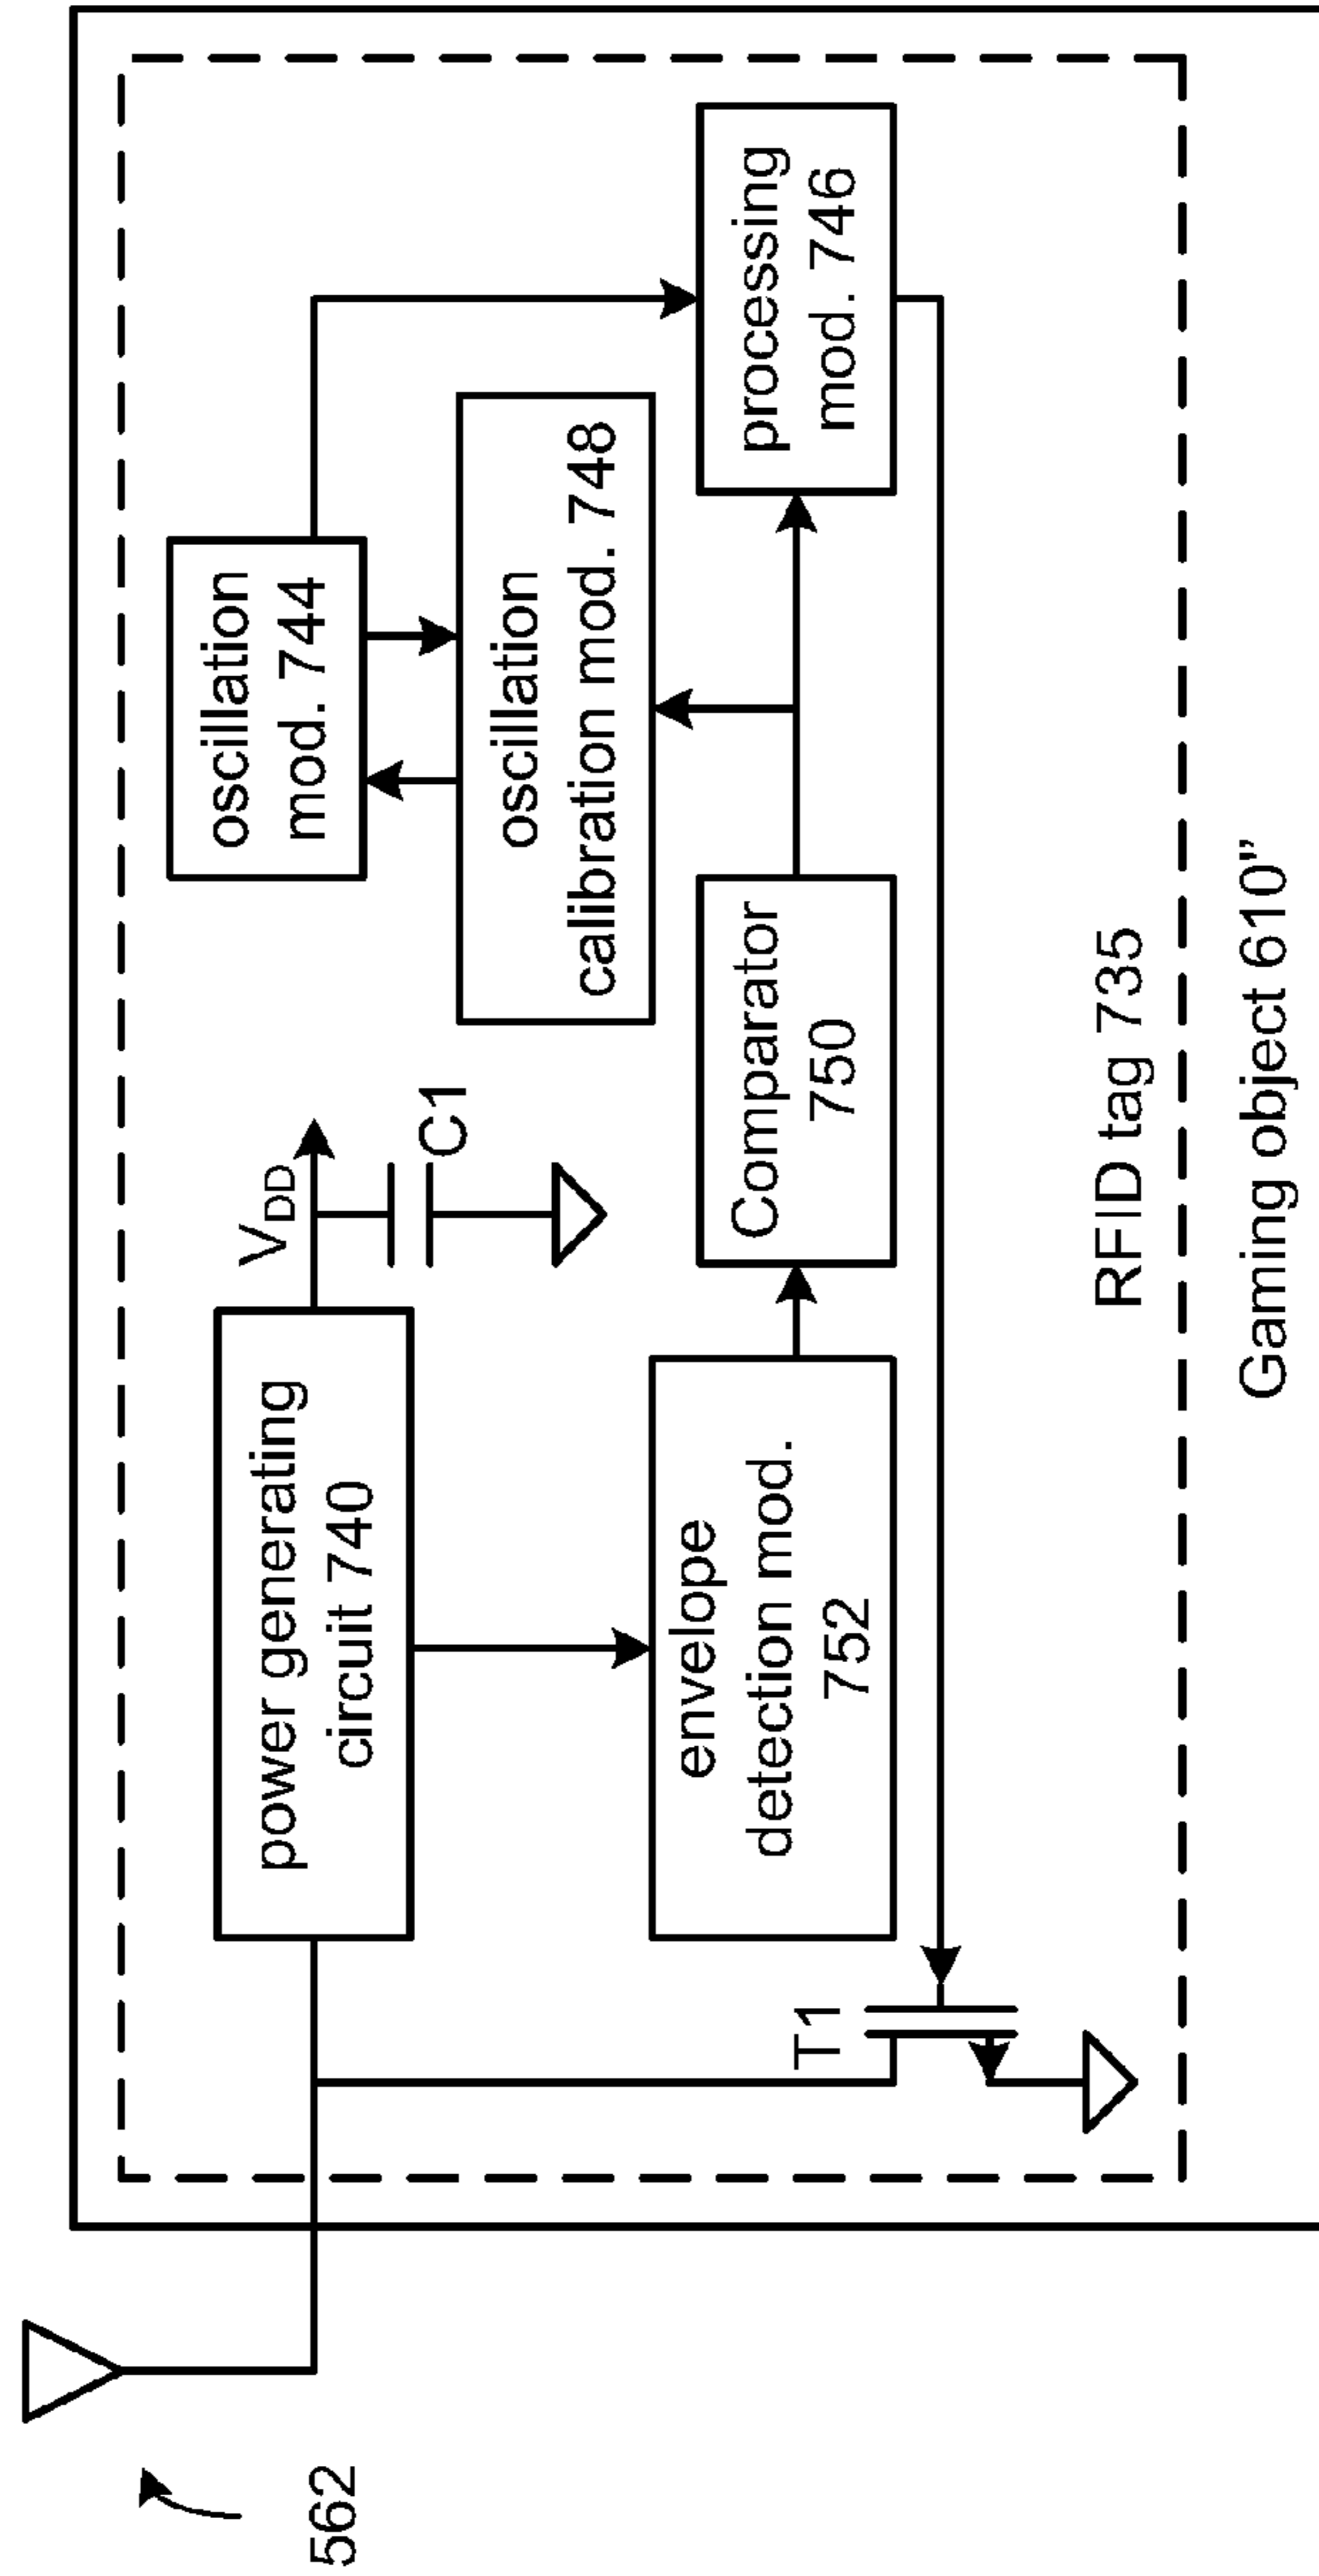 562
power generating
circuit 740
V_DD
C1
oscillation
mod. 744
oscillation
calibration mod. 748
envelope
detection mod.
752
Comparator
750
processing
mod. 746
T1
RFID tag 735
Gaming object 610”